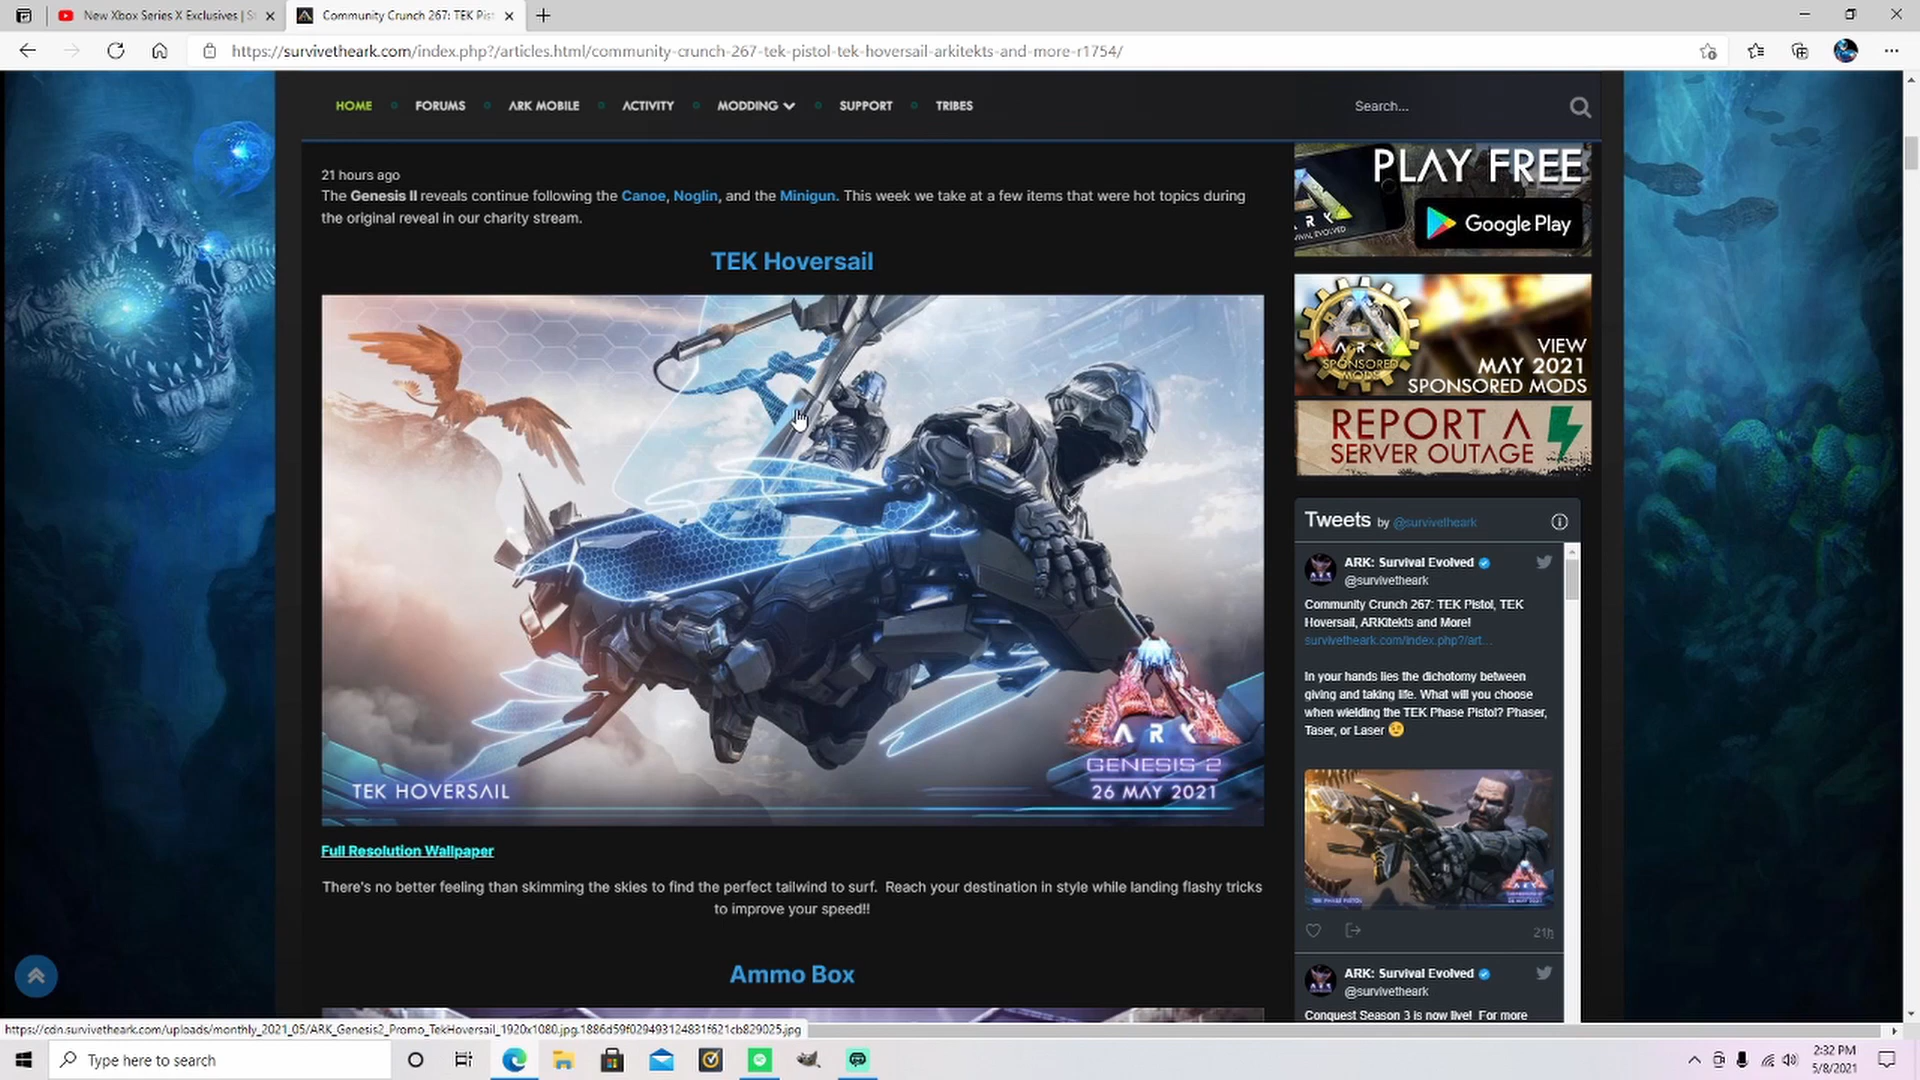 New Xbox Series X Exclusives |
Community Crunch 267: TEK Pist
https://survivetheark.com/index.php?/articles.html/community-crunch-267-tek-pistol-tek-hoversail-arkitekts-and-more-r1754/
HOME
FORUMS
ARK MOBILE
ACTIVITY
MODDING
SUPPORT
TRIBES
Search...
21 hours ago
The Genesis II reveals continue following the Canoe, Noglin, and the Minigun. This week we take at a few items that were hot topics during
the original reveal in our charity stream.
TEK Hoversail
TEK HOVERSAIL
ARK
GENESIS 2
26 MAY 2021
Full Resolution Wallpaper
There's no better feeling than skimming the skies to find the perfect tailwind to surf. Reach your destination in style while landing flashy tricks
to improve your speed!!
Ammo Box
PLAY FREE
Google Play
ARK
SPONSORED
MODS
VIEW
MAY 2021
SPONSORED MODS
REPORT A
SERVER OUTAGE
Tweets by @survivetheark
ARK: Survival Evolved
@survivetheark
Community Crunch 267: TEK Pistol, TEK
Hoversail, ARKitekts and More!
survivetheark.com/index.php?/art...
In your hands lies the dichotomy between
giving and taking life. What will you choose
when wielding the TEK Phase Pistol? Phaser,
Taser, or Laser 😉
TEK PHASE PISTOL
21h
ARK: Survival Evolved
@survivetheark
Conquest Season 3 is now live! For more
https://cdn.survivetheark.com/uploads/monthly_2021_05/ARK_Genesis2_Promo_TekHoversail_1920x1080.jpg.1886d59f029493124831f621cb829025.jpg
Type here to search
2:32 PM
5/8/2021